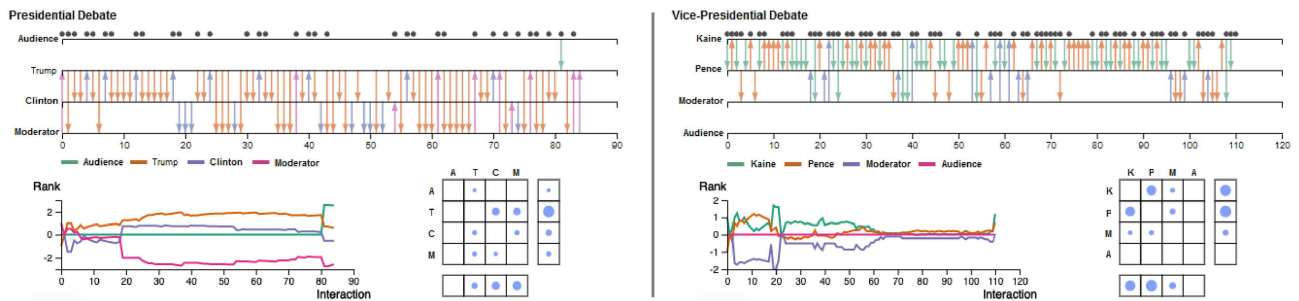 Presidential Debate
Audience
Trump
Clinton
Moderator
0 10 20 30 40 50 60 70 80 90
Audience Trump Clinton Moderator
Rank
2
0
-2
0 10 20 30 40 50 60 70 80 90
Interaction
A T C M
A
T
C
M
Vice-Presidential Debate
Kaine
Pence
Moderator
Audience
0 10 20 30 40 50 60 70 80 90 100 110 120
Kaine Pence Moderator Audience
Rank
2
1
0
-1
-2
0 10 20 30 40 50 60 70 80 90 100 110 120
Interaction
K P M A
K
P
M
A